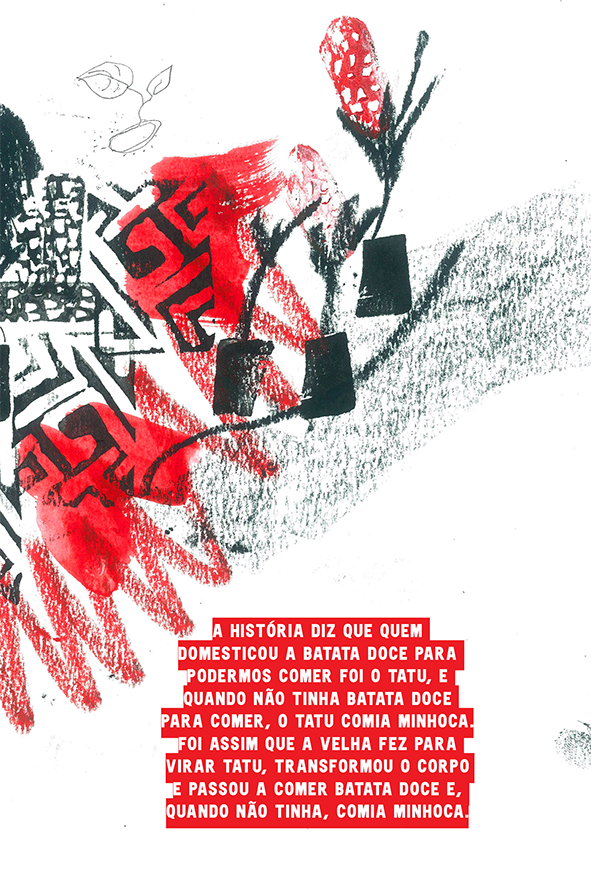 A HISTÓRIA DIZ QUE QUEM
DOMESTICOU A BATATA DOCE PARA
PODERMOS COMER FOI O TATU, E
QUANDO NÃO TINHA BATATA DOCE
PARA COMER, O TATU COMIA MINHOCA.
FOI ASSIM QUE A VELHA FEZ PARA
VIRAR TATU, TRANSFORMOU O CORPO
E PASSOU A COMER BATATA DOCE E,
QUANDO NÃO TINHA, COMIA MINHOCA.